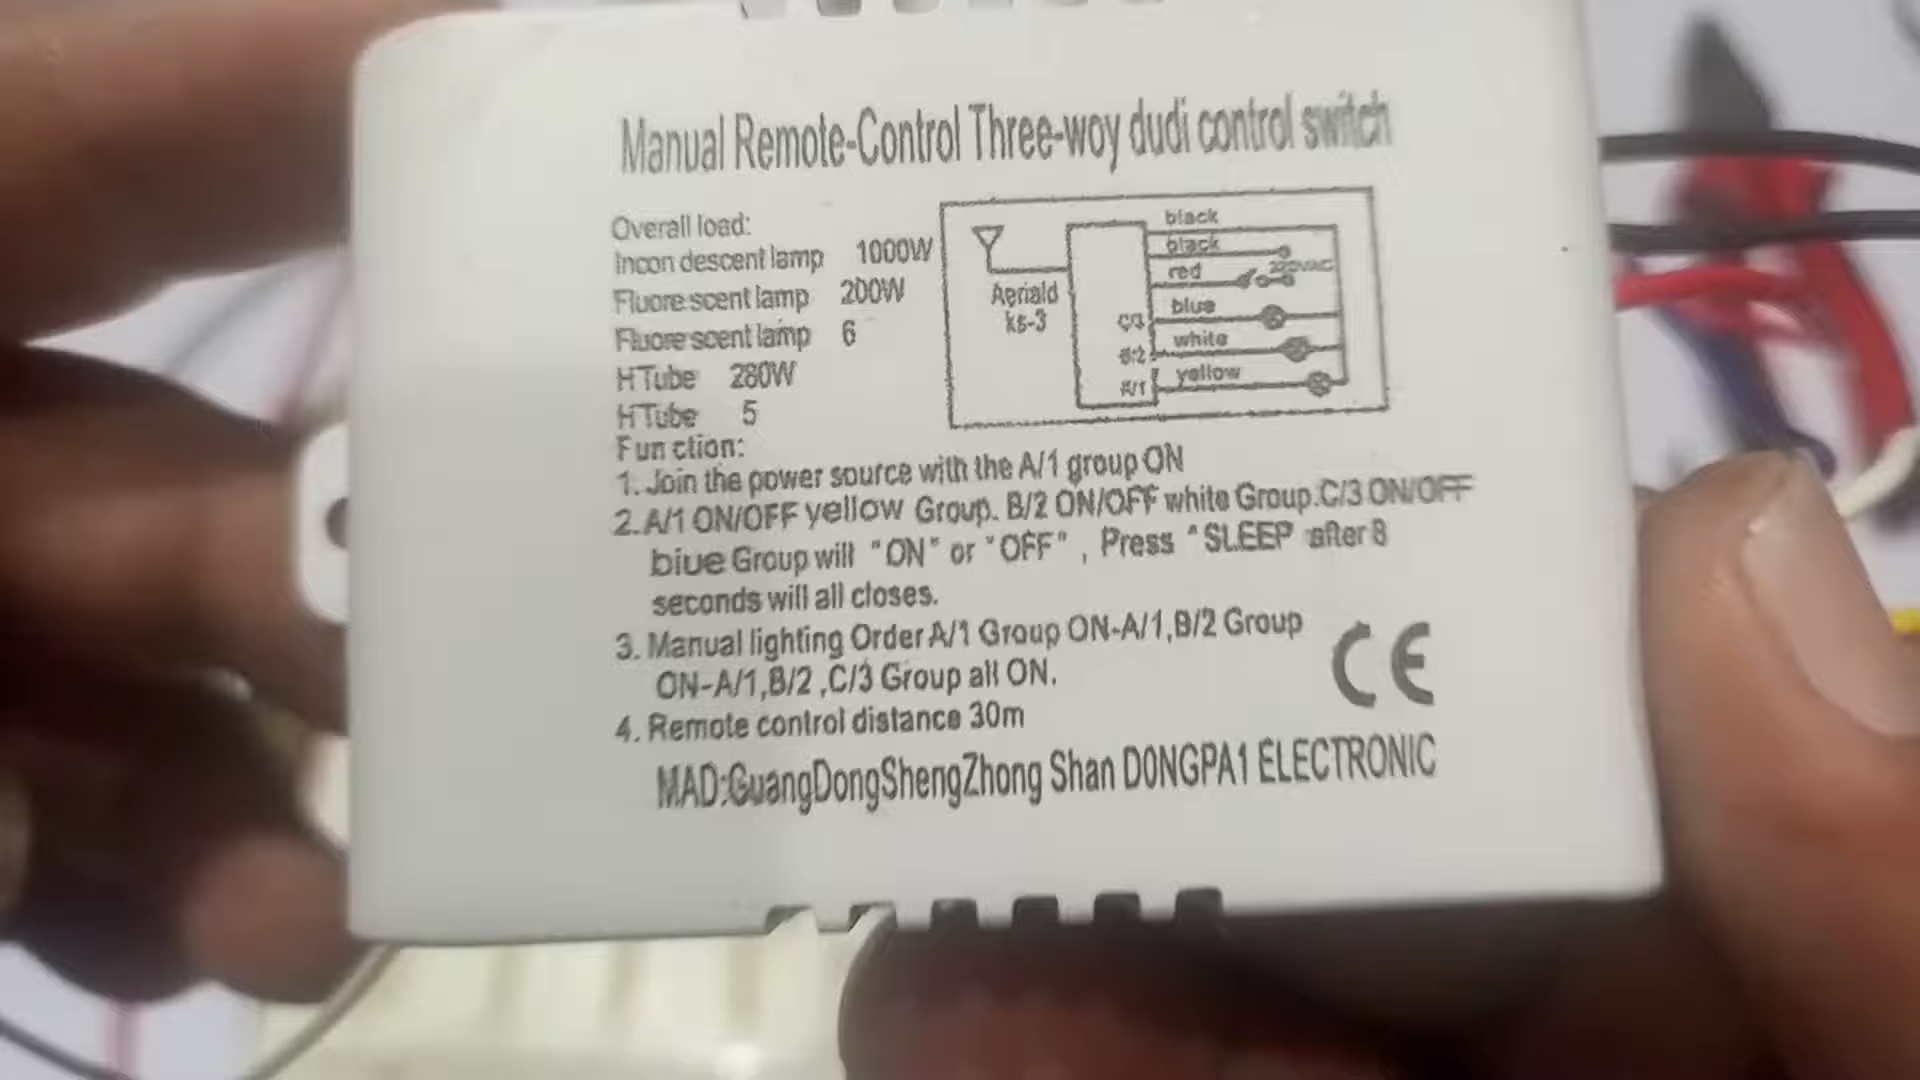 Manual Remote-Control Three-woy dudi control switch
Overall load:
Incon descent lamp 1000W
Fluore scent lamp 200W
Fluore scent lamp 6
H Tube 280W
H Tube 5
black
black
red 220VAC
blue
white
yellow
Aeriald
ks-3
C/3
B/2
A/1
Fun ction:
1. Join the power source with the A/1 group ON
2. A/1 ON/OFF yellow Group. B/2 ON/OFF white Group.C/3 ON/OFF
biue Group will "ON" or "OFF" , Press "SLEEP after 8
seconds will all closes.
3. Manual lighting Order A/1 Group ON-A/1,B/2 Group
ON-A/1,B/2 ,C/3 Group all ON.
4. Remote control distance 30m
CE
MAD:GuangDongShengZhong Shan DONGPA1 ELECTRONIC